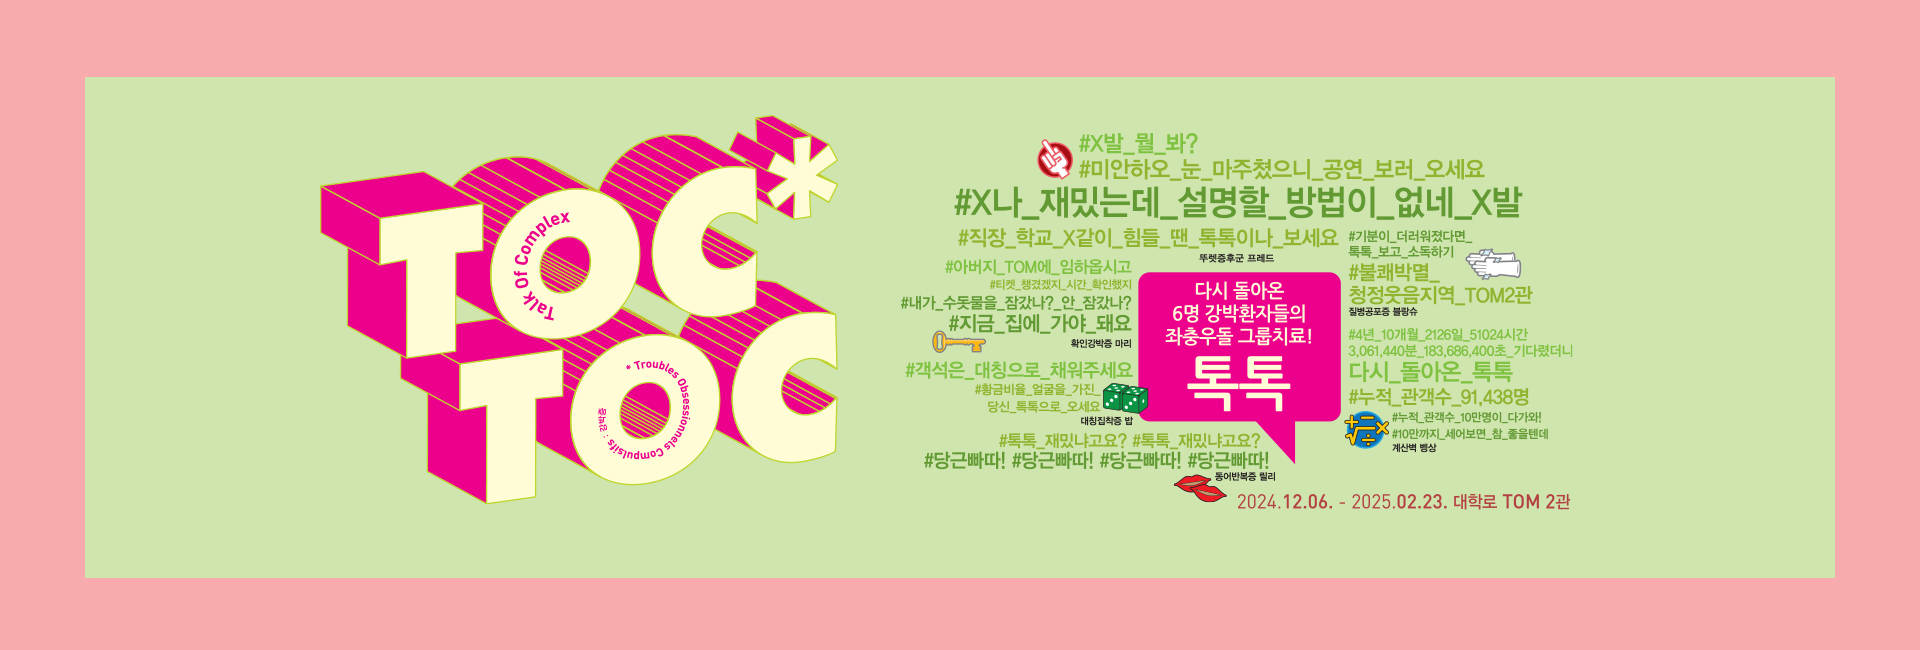 TOC*
TOC
Talk Of Complex
* Troubles Obsessionnels Compulsifs : 강박증
#X발_뭘_봐?
#미안하오_눈_마주쳤으니_공연_보러_오세요
#X나_재밌는데_설명할_방법이_없네_X발
#직장_학교_X같이_힘들_땐_톡톡이나_보세요
뚜렛증후군 프레드
#아버지_TOM에_임하옵시고
#티켓_챙겼겠지_시간_확인했지
#내가_수돗물을_잠갔나?_안_잠갔나?
#지금_집에_가야_돼요
확인강박증 마리
#객석은_대칭으로_채워주세요
#황금비율_얼굴을_가진_
당신_톡톡으로_오세요
대칭집착증 밥
#톡톡_재밌냐고요? #톡톡_재밌냐고요?
#당근빠따! #당근빠따! #당근빠따! #당근빠따!
동어반복증 릴리
다시 돌아온
6명 강박환자들의
좌충우돌 그룹치료!
톡톡
#기분이_더러워졌다면_
톡톡_보고_소독하기
#불쾌박멸_
청정웃음지역_TOM2관
질병공포증 블랑슈
#4년_10개월_2126일_51024시간
3,061,440분_183,686,400초_기다렸더니
다시_돌아온_톡톡
#누적_관객수_91,438명
#누적_관객수_10만명이_다가와!
#10만까지_세어보면_참_좋을텐데
계산벽 벵상
2024.12.06. - 2025.02.23. 대학로 TOM 2관